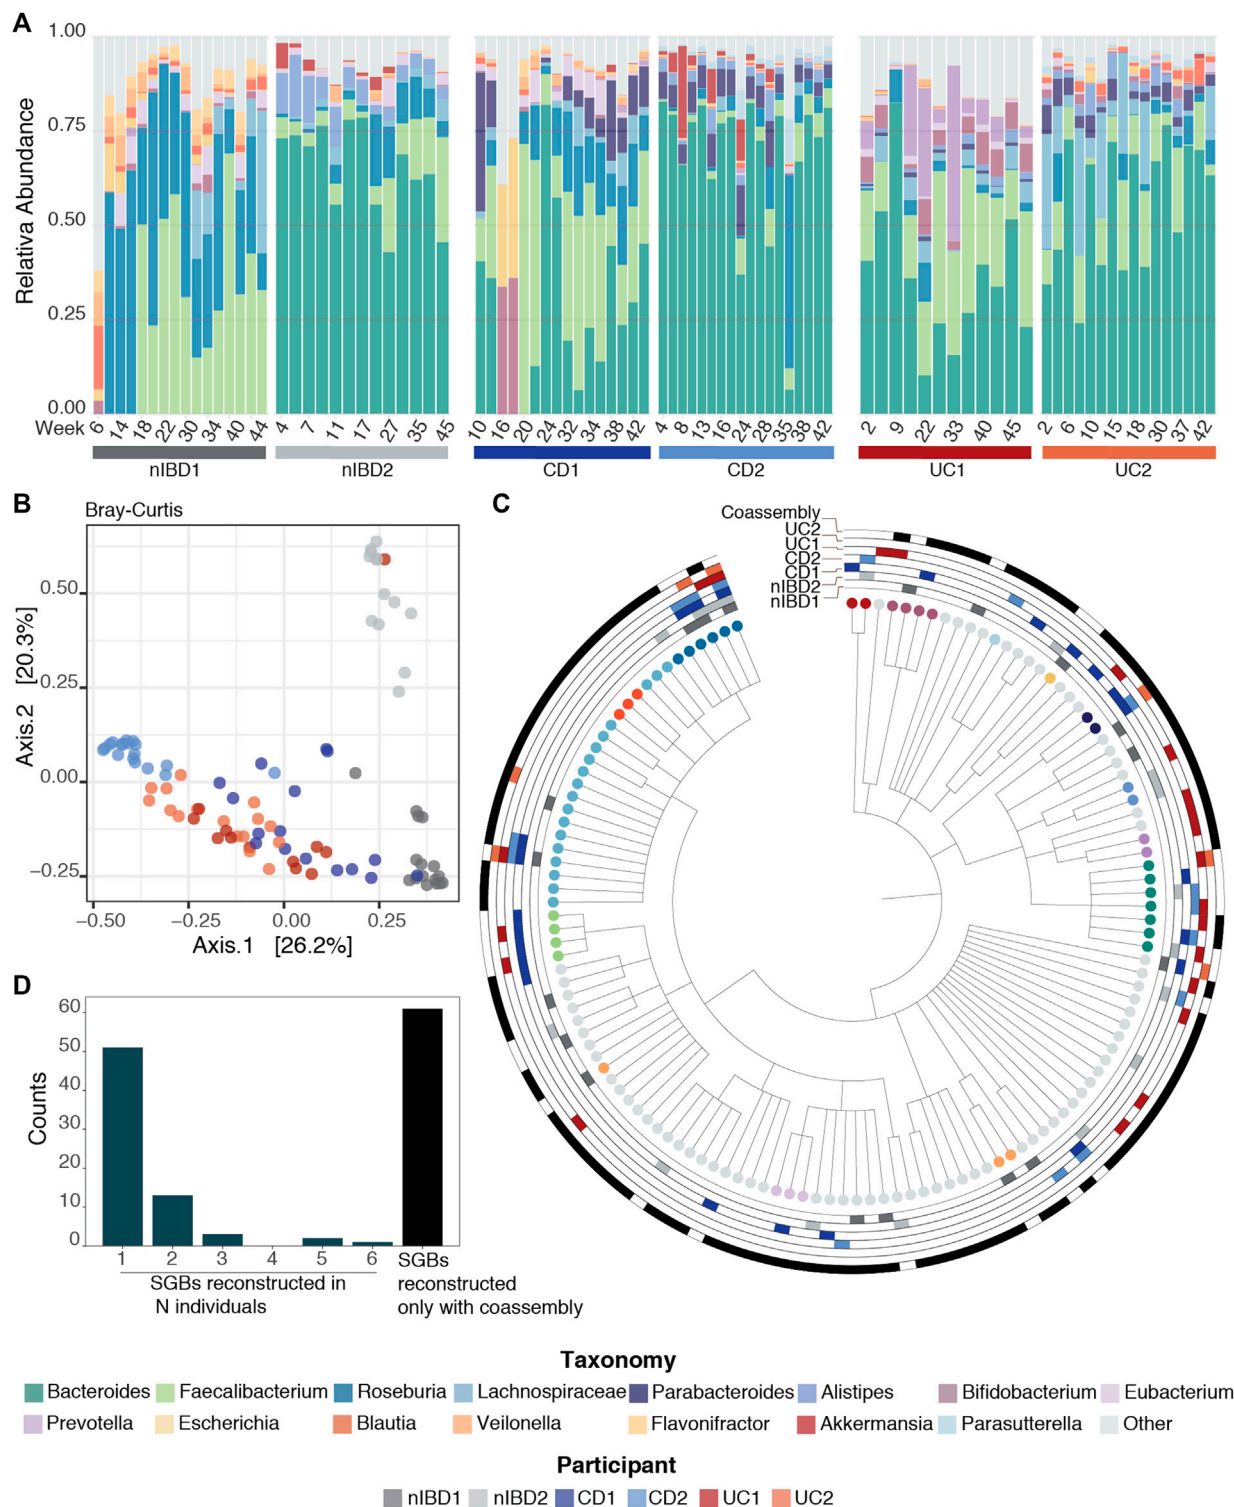 A
1.00
0.75
0.50
0.25
0.00
Relativa Abundance
Week
6 14 18 22 30 34 40 44
4 7 11 17 27 35 45
10 16 20 24 32 34 38 42
4 8 13 16 24 28 35 38 42
2 9 22 33 40 45
2 6 10 15 18 30 37 42
nIBD1 nIBD2 CD1 CD2 UC1 UC2
B
Bray-Curtis
0.50
0.25
0.00
−0.25
Axis.2 [20.3%]
−0.50 −0.25 0.00 0.25
Axis.1 [26.2%]
C
Coassembly
UC2
UC1
CD2
CD1
nIBD2
nIBD1
D
60
50
40
30
20
10
0
Counts
1 2 3 4 5 6
SGBs reconstructed in
N individuals
SGBs
reconstructed
only with coassembly
Taxonomy
Bacteroides Faecalibacterium Roseburia Lachnospiraceae Parabacteroides Alistipes Bifidobacterium Eubacterium
Prevotella Escherichia Blautia Veilonella Flavonifractor Akkermansia Parasutterella Other
Participant
nIBD1 nIBD2 CD1 CD2 UC1 UC2